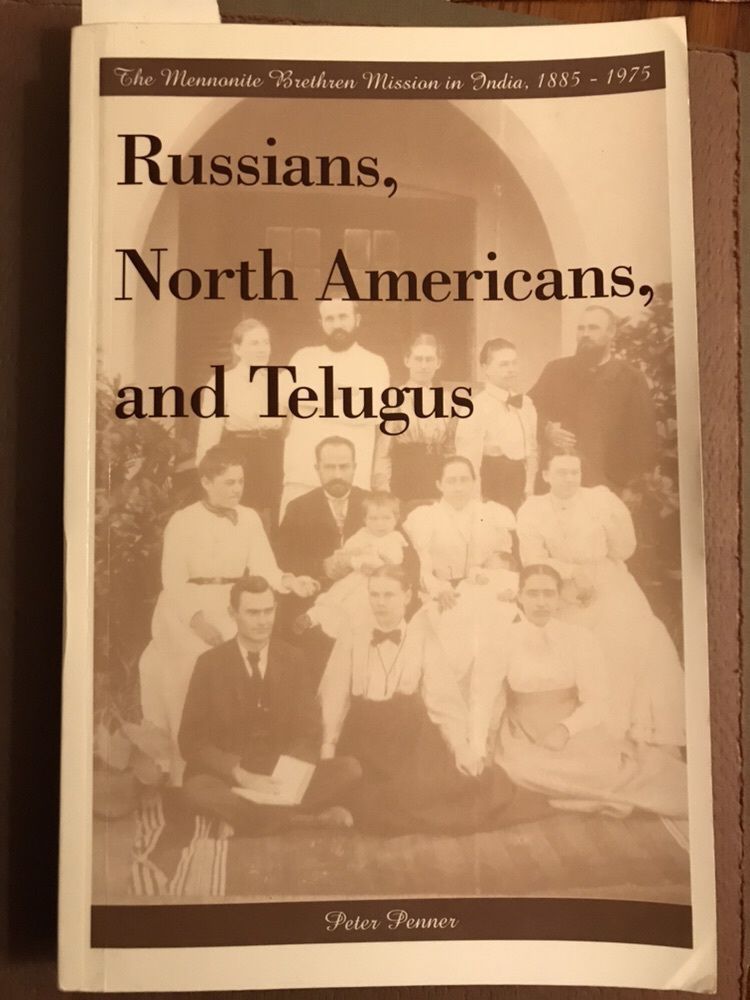 The Mennonite Brethren Mission in India, 1885 - 1975
Russians,
North Americans,
and Telugus
Peter Penner